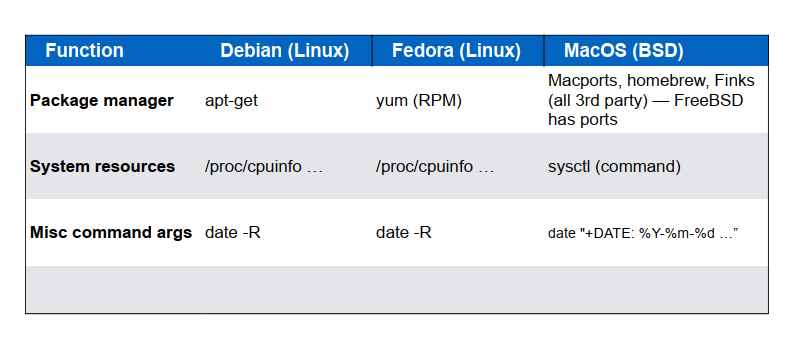 Function Debian (Linux) Fedora (Linux) MacOS (BSD)
Package manager apt-get yum (RPM) Macports, homebrew, Finks
(all 3rd party) — FreeBSD
has ports
System resources /proc/cpuinfo … /proc/cpuinfo … sysctl (command)
Misc command args date -R date -R date "+DATE: %Y-%m-%d …”